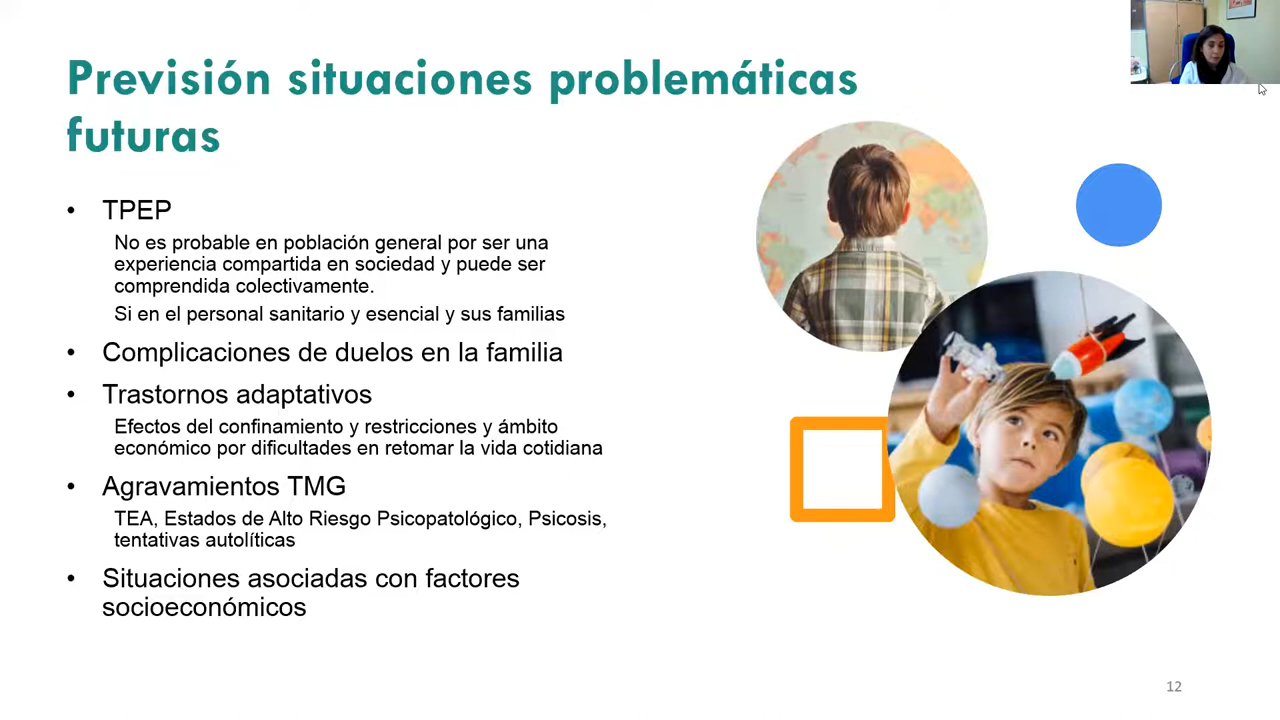 Previsión situaciones problemáticas
futuras
• TPEP
No es probable en población general por ser una
experiencia compartida en sociedad y puede ser
comprendida colectivamente.
Si en el personal sanitario y esencial y sus familias
• Complicaciones de duelos en la familia
• Trastornos adaptativos
Efectos del confinamiento y restricciones y ámbito
económico por dificultades en retomar la vida cotidiana
• Agravamientos TMG
TEA, Estados de Alto Riesgo Psicopatológico, Psicosis,
tentativas autolíticas
• Situaciones asociadas con factores
socioeconómicos
12